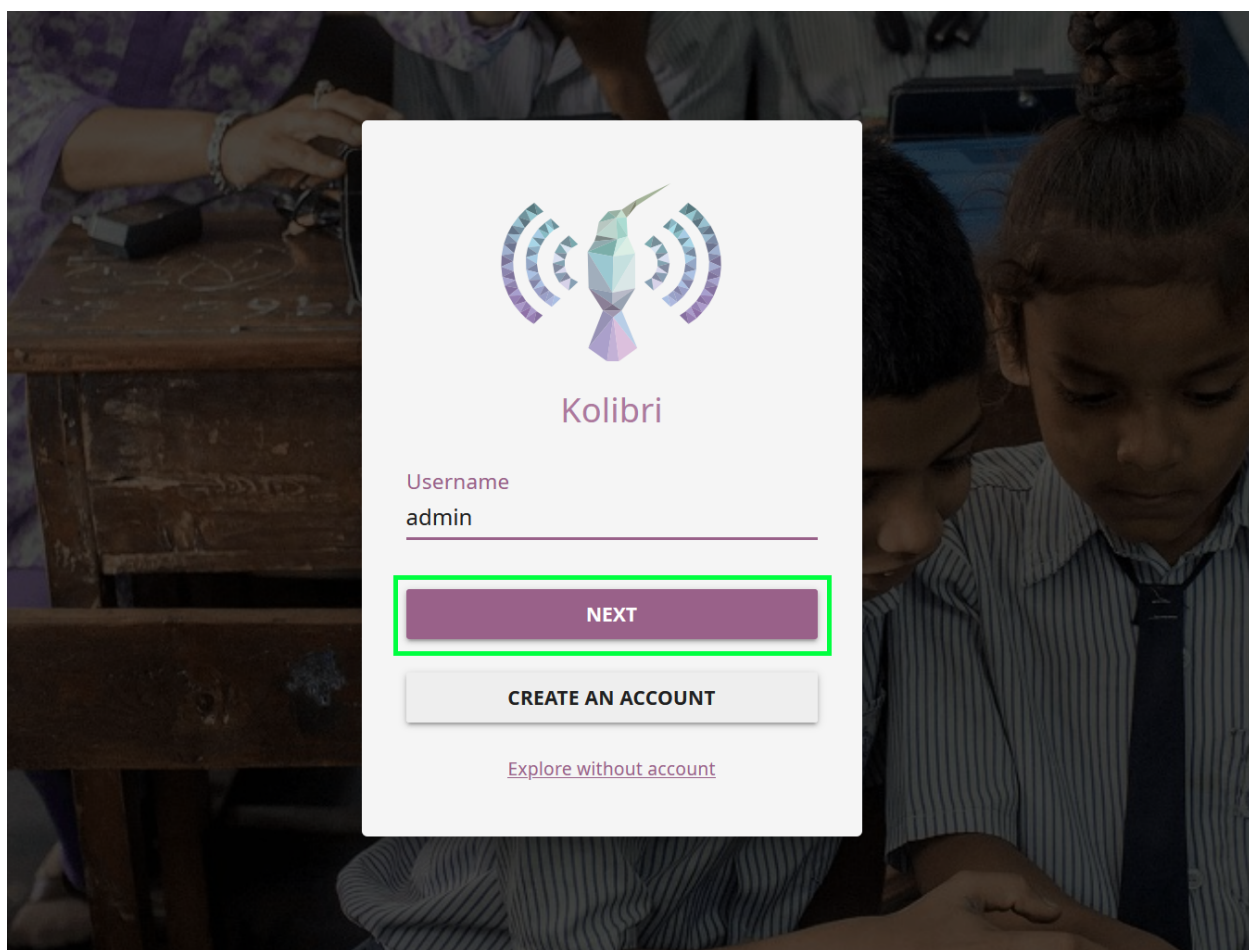 Kolibri
Username
admin
NEXT
CREATE AN ACCOUNT
Explore without account